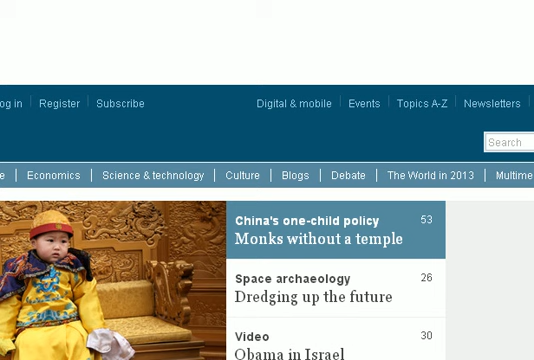 og in Register Subscribe Digital & mobile Events Topics A-Z Newsletters
Search
e Economics Science & technology Culture Blogs Debate The World in 2013 Multime
China's one-child policy 53
Monks without a temple
Space archaeology 26
Dredging up the future
Video 30
Obama in Israel